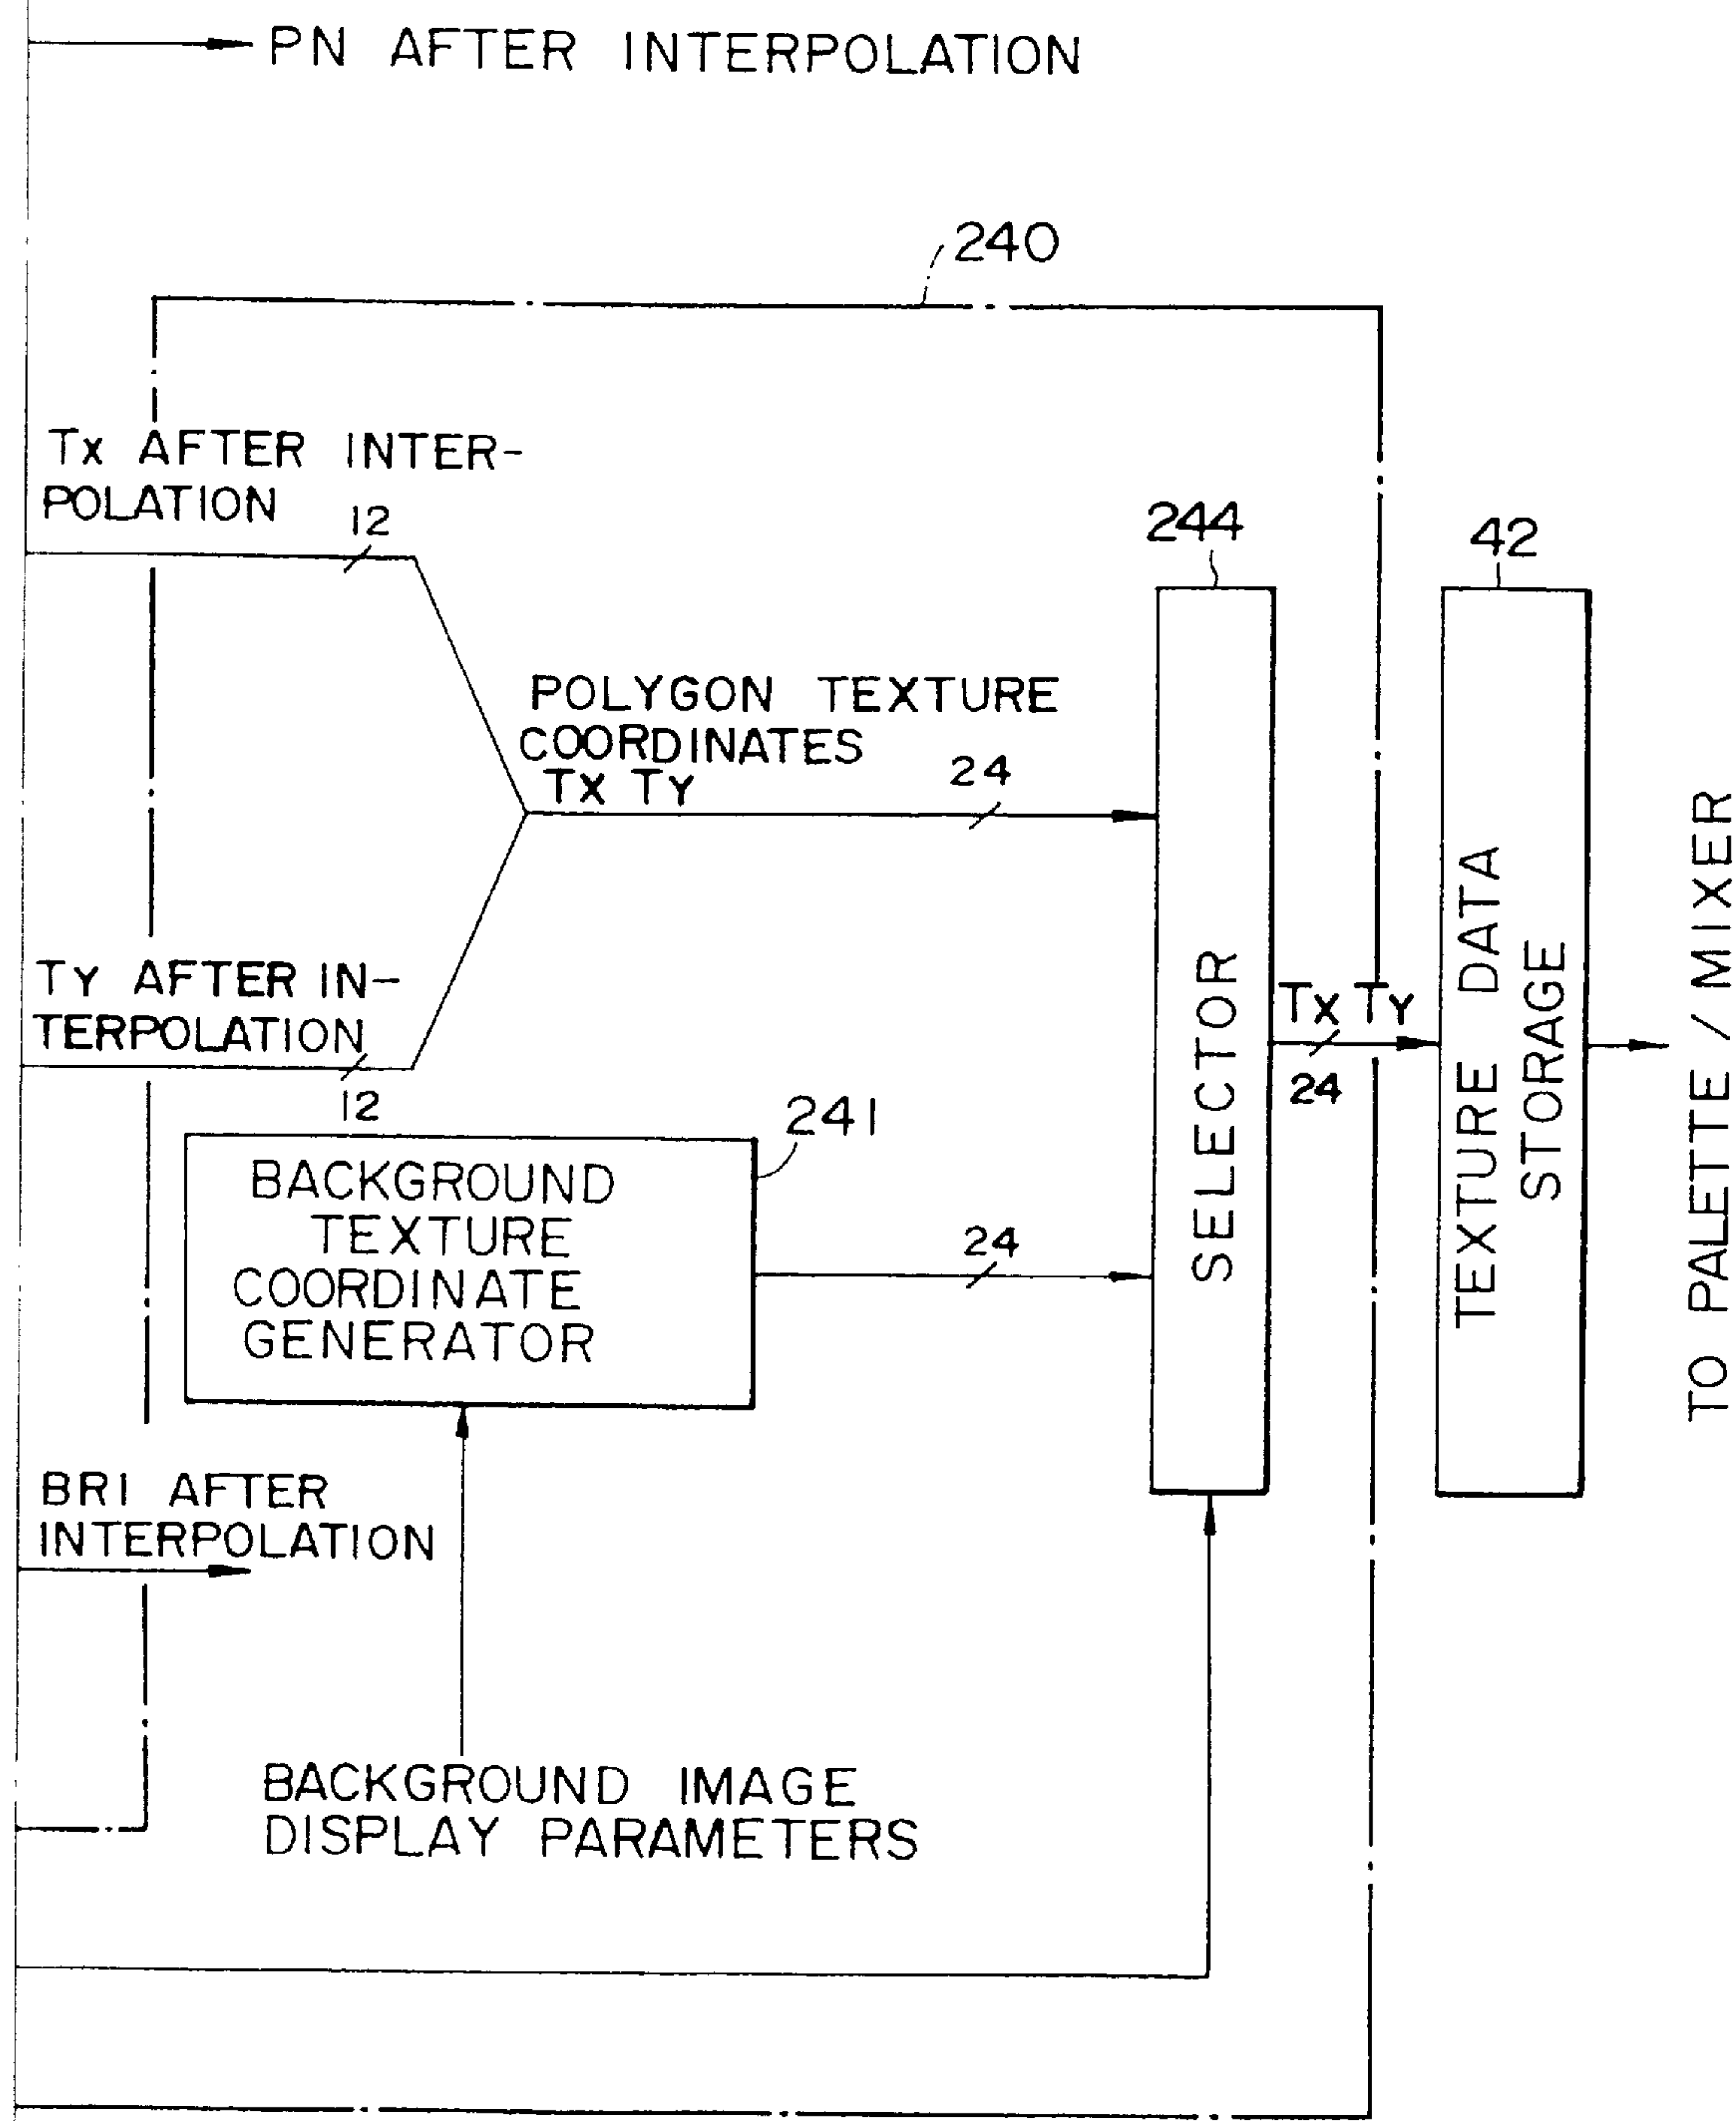 PN AFTER INTERPOLATION
240
Tx AFTER INTER-
POLATION
12
244
42
POLYGON TEXTURE
COORDINATES
Tx Ty
24
Ty AFTER IN-
TERPOLATION
12
Tx Ty
24
SELECTOR
TEXTURE DATA
STORAGE
TO PALETTE / MIXER
241
BACKGROUND
TEXTURE
COORDINATE
GENERATOR
24
BRI AFTER
INTERPOLATION
BACKGROUND IMAGE
DISPLAY PARAMETERS